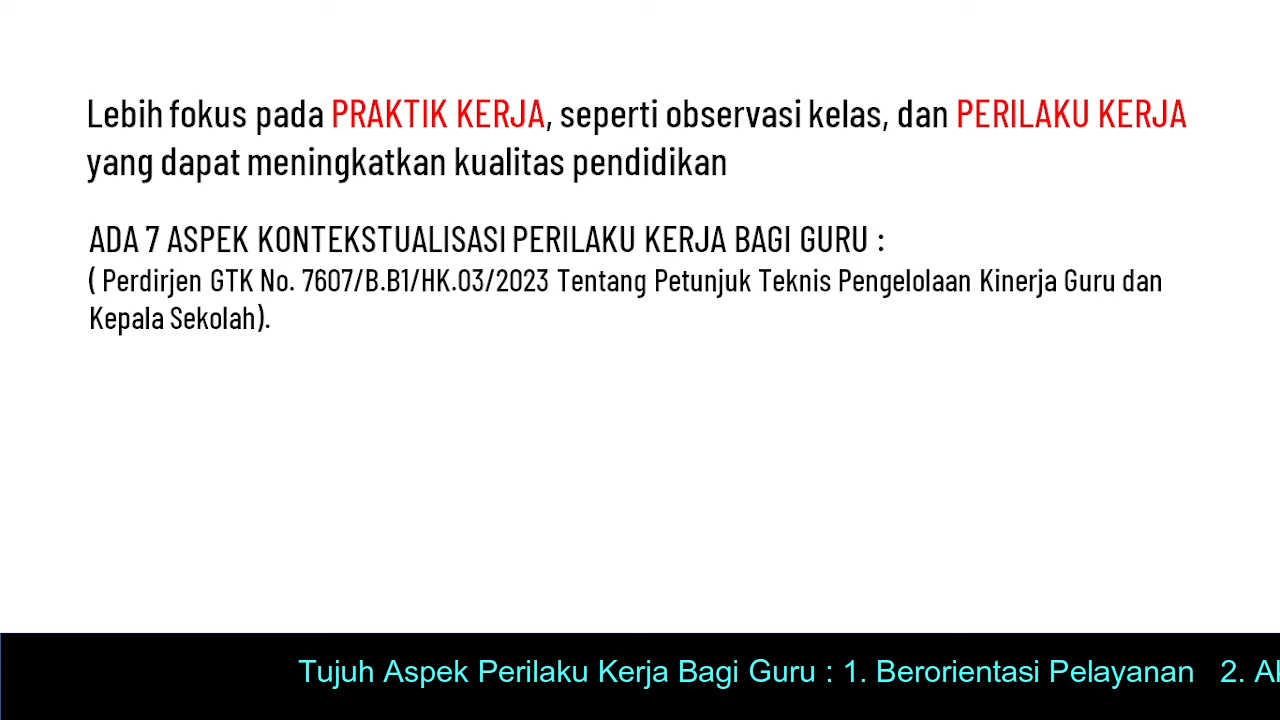 Lebih fokus pada PRAKTIK KERJA, seperti observasi kelas, dan PERILAKU KERJA
yang dapat meningkatkan kualitas pendidikan
ADA 7 ASPEK KONTEKSTUALISASI PERILAKU KERJA BAGI GURU :
( Perdirjen GTK No. 7607/B.B1/HK.03/2023 Tentang Petunjuk Teknis Pengelolaan Kinerja Guru dan
Kepala Sekolah).
Tujuh Aspek Perilaku Kerja Bagi Guru : 1. Berorientasi Pelayanan 2.